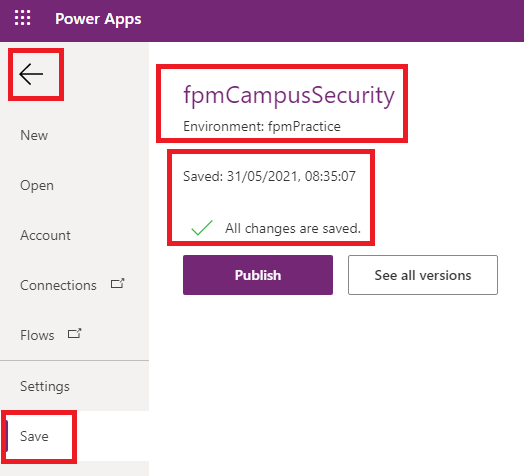 Power Apps
New
Open
Account
Connections
Flows
Settings
Save
fpmCampusSecurity
Environment: fpmPractice
Saved: 31/05/2021, 08:35:07
All changes are saved.
Publish
See all versions